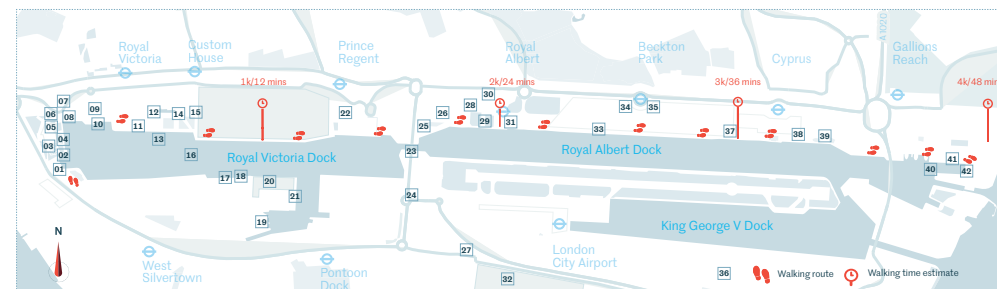 Royal
Victoria
Custom
House
Prince
Regent
Royal
Albert
Beckton
Park
Cyprus
A 1020
Gallions
Reach
1k/12 mins
2k/24 mins
3k/36 mins
4k/48 mins
07
09
06
08
10
05
11
12
14
15
13
04
03
02
01
16
17
18
20
21
19
22
23
24
25
26
28
30
29
31
27
32
33
34
35
37
38
39
40
41
42
36
Royal Victoria Dock
Royal Albert Dock
King George V Dock
N
West
Silvertown
Pontoon
Dock
London
City Airport
Walking route
Walking time estimate